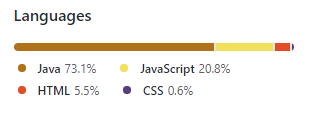 Languages
Java 73.1% JavaScript 20.8%
HTML 5.5% CSS 0.6%